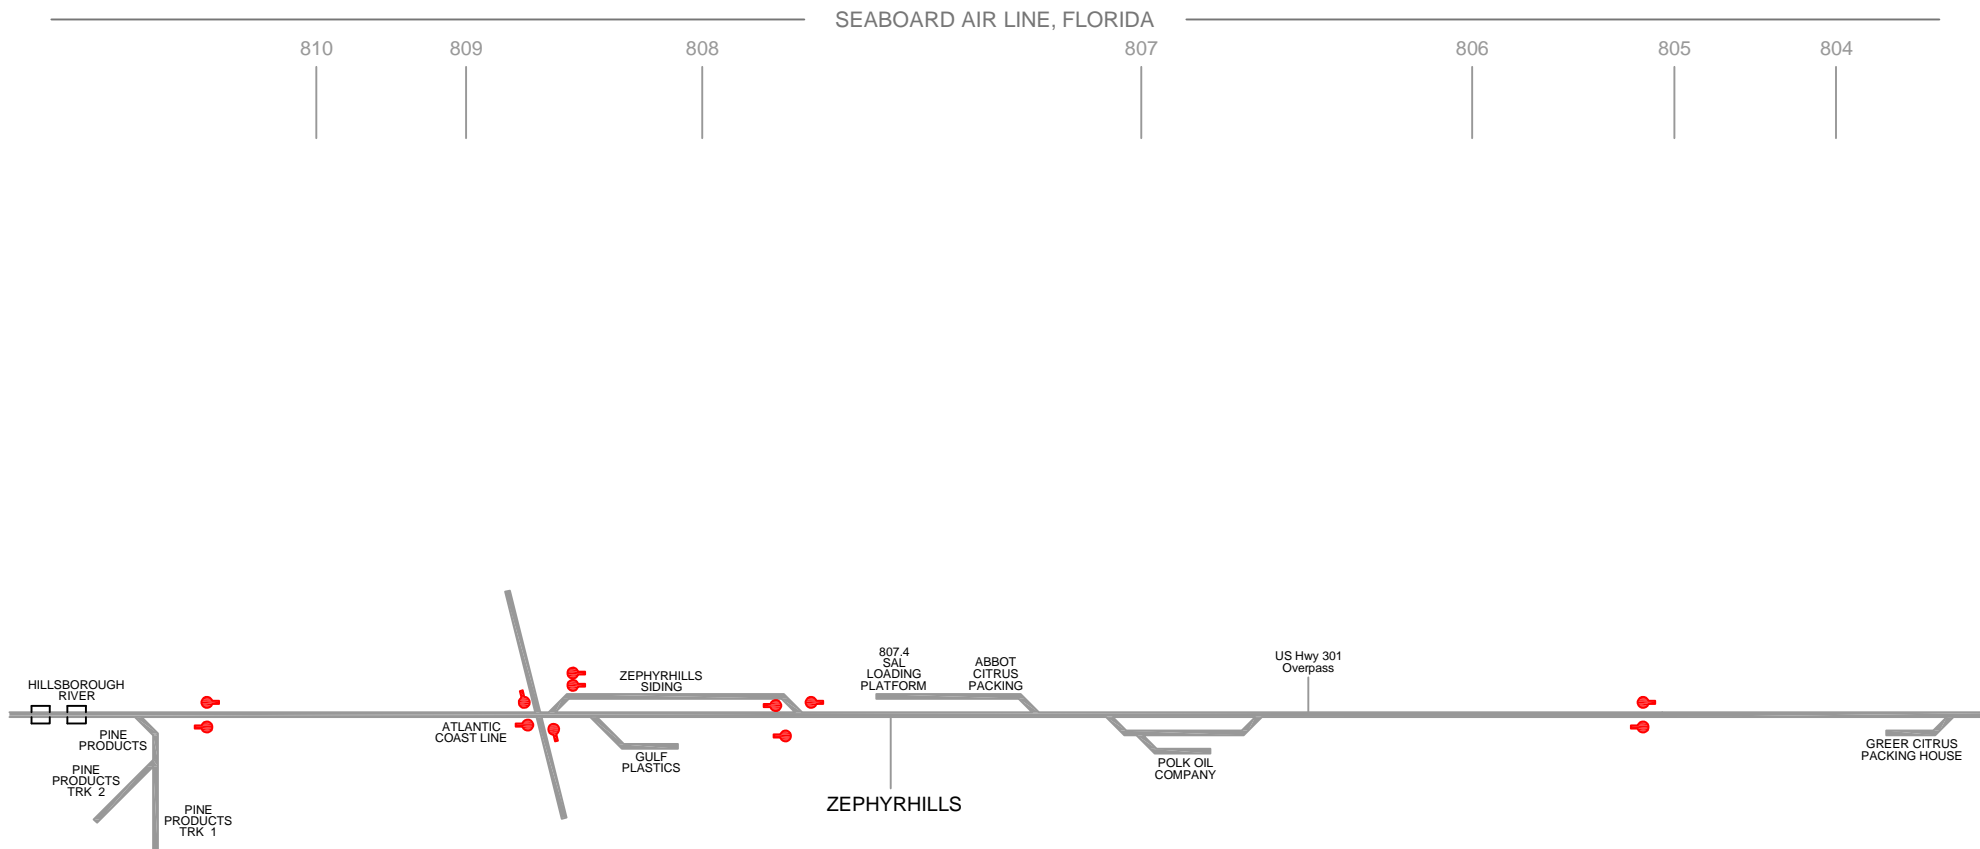 SEABOARD AIR LINE, FLORIDA
810
809
808
807
806
805
804
HILLSBOROUGH
RIVER
PINE
PRODUCTS
PINE
PRODUCTS
TRK 2
PINE
PRODUCTS
TRK 1
ATLANTIC
COAST LINE
ZEPHYRHILLS
SIDING
GULF
PLASTICS
807.4
SAL
LOADING
PLATFORM
ABBOT
CITRUS
PACKING
ZEPHYRHILLS
POLK OIL
COMPANY
US Hwy 301
Overpass
GREER CITRUS
PACKING HOUSE